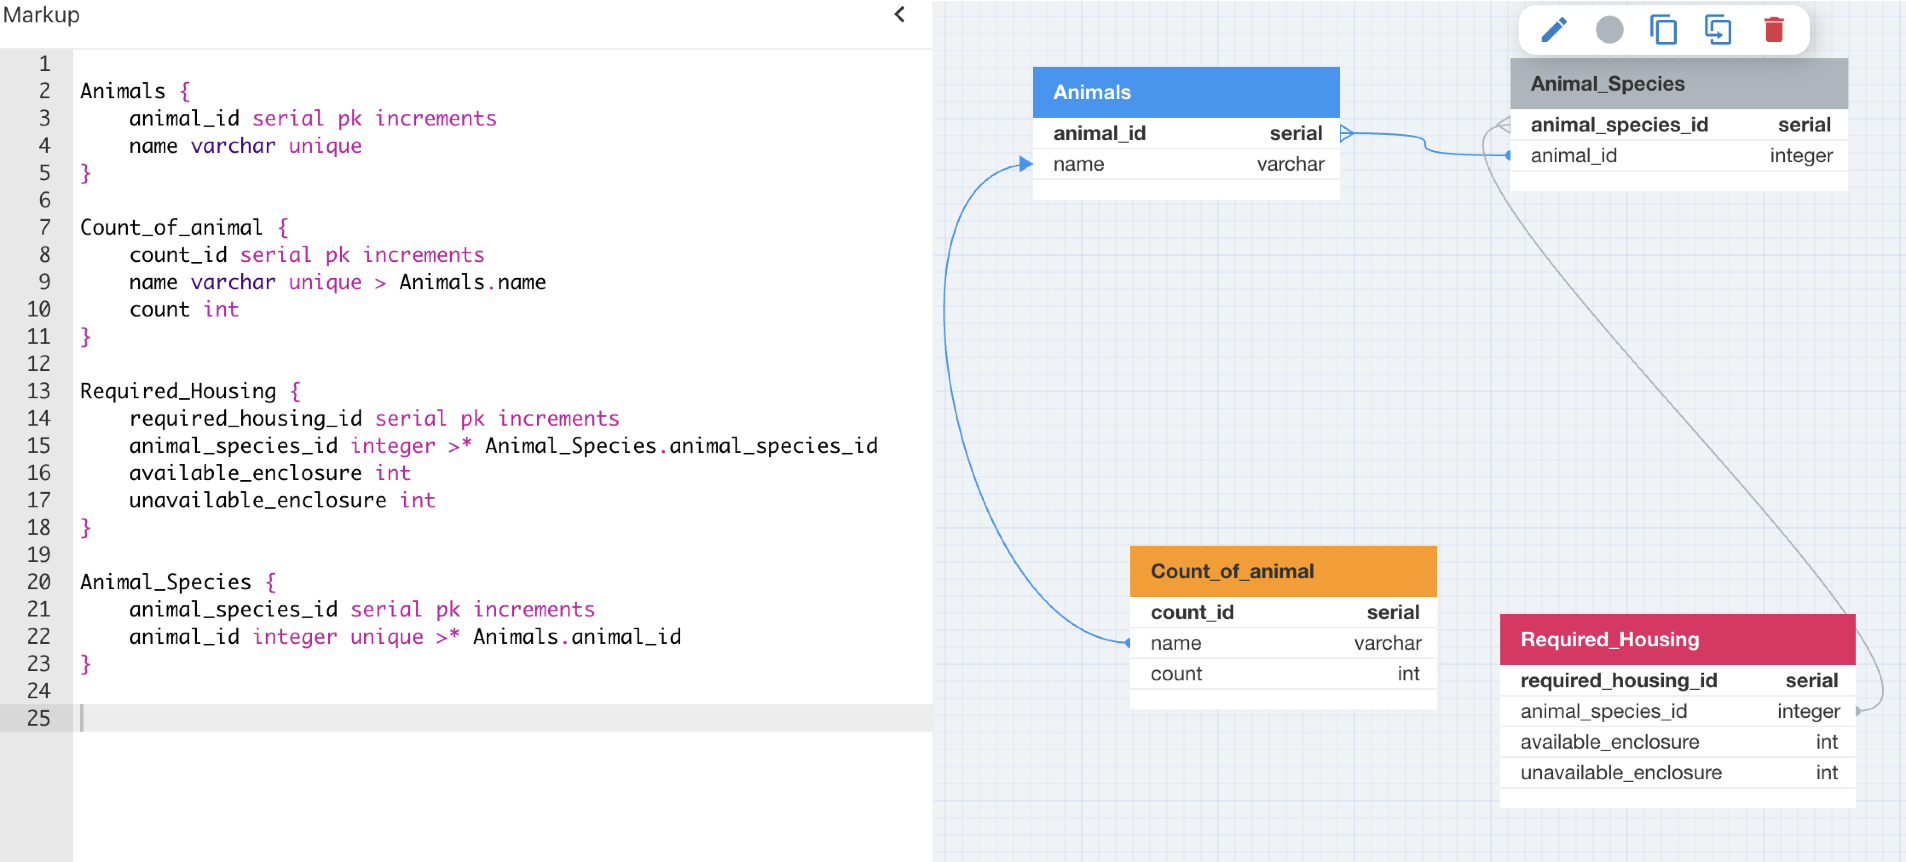 Markup
1
2 Animals {
3 animal_id serial pk increments
4 name varchar unique
5 }
6
7 Count_of_animal {
8 count_id serial pk increments
9 name varchar unique > Animals.name
10 count int
11 }
12
13 Required_Housing {
14 required_housing_id serial pk increments
15 animal_species_id integer >* Animal_Species.animal_species_id
16 available_enclosure int
17 unavailable_enclosure int
18 }
19
20 Animal_Species {
21 animal_species_id serial pk increments
22 animal_id integer unique >* Animals.animal_id
23 }
24
25
Animals
animal_id serial
name varchar
Animal_Species
animal_species_id serial
animal_id integer
Count_of_animal
count_id serial
name varchar
count int
Required_Housing
required_housing_id serial
animal_species_id integer
available_enclosure int
unavailable_enclosure int